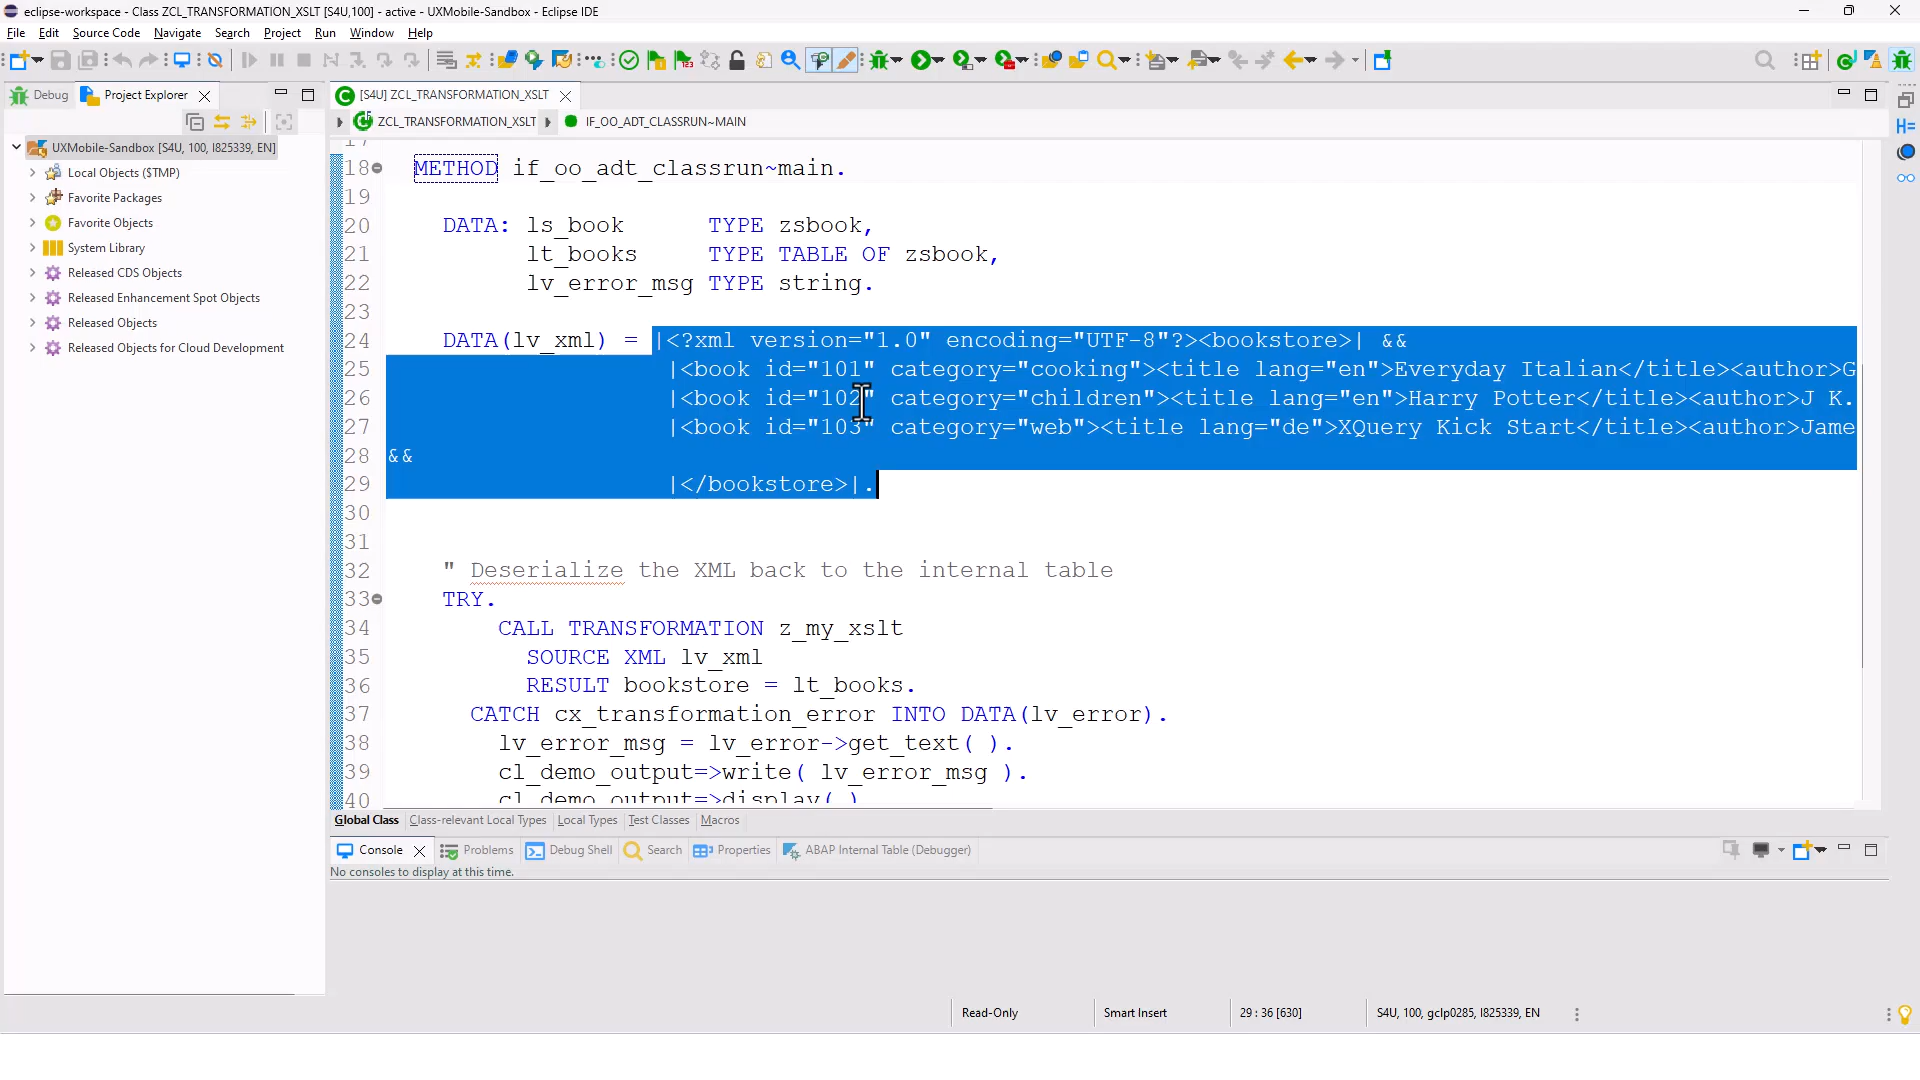 eclipse-workspace - Class ZCL_TRANSFORMATION_XSLT [S4U,100] - active - UXMobile-Sandbox - Eclipse IDE
File Edit Source Code Navigate Search Project Run Window Help
Debug Project Explorer [S4U] ZCL_TRANSFORMATION_XSLT
ZCL_TRANSFORMATION_XSLT IF_OO_ADT_CLASSRUN~MAIN
UXMobile-Sandbox [S4U, 100, I825339, EN]
Local Objects ($TMP)
Favorite Packages
Favorite Objects
System Library
Released CDS Objects
Released Enhancement Spot Objects
Released Objects
Released Objects for Cloud Development
18 METHOD if_oo_adt_classrun~main.
19
20 DATA: ls_book TYPE zsbook,
21 lt_books TYPE TABLE OF zsbook,
22 lv_error_msg TYPE string.
23
24 DATA(lv_xml) = |<?xml version="1.0" encoding="UTF-8"?><bookstore>| &&
25 |<book id="101" category="cooking"><title lang="en">Everyday Italian</title><author>G
26 |<book id="102" category="children"><title lang="en">Harry Potter</title><author>J K.
27 |<book id="103" category="web"><title lang="de">XQuery Kick Start</title><author>Jame
28 &&
29 |</bookstore>|.
30
31
32 " Deserialize the XML back to the internal table
33 TRY.
34 CALL TRANSFORMATION z_my_xslt
35 SOURCE XML lv_xml
36 RESULT bookstore = lt_books.
37 CATCH cx_transformation_error INTO DATA(lv_error).
38 lv_error_msg = lv_error->get_text( ).
39 cl_demo_output=>write( lv_error_msg ).
40 cl_demo_output=>display( )
Global Class Class-relevant Local Types Local Types Test Classes Macros
Console Problems Debug Shell Search Properties ABAP Internal Table (Debugger)
No consoles to display at this time.
Read-Only Smart Insert 29 : 36 [630] S4U, 100, gclp0285, I825339, EN